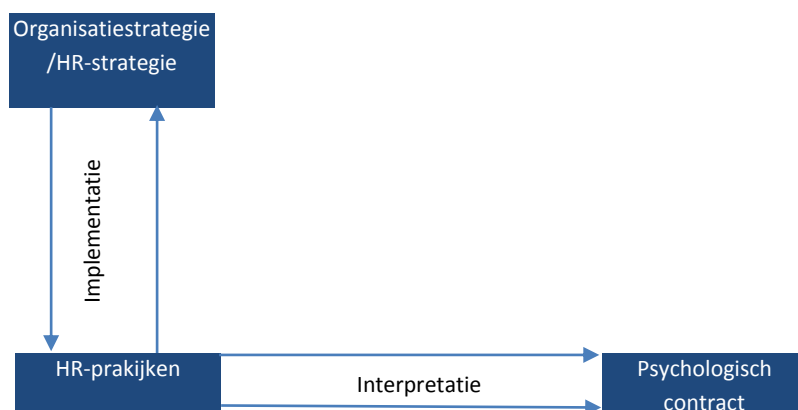 Organisatiestrategie
/HR-strategie
Implementatie
HR-prakijken
Interpretatie
Psychologisch
contract